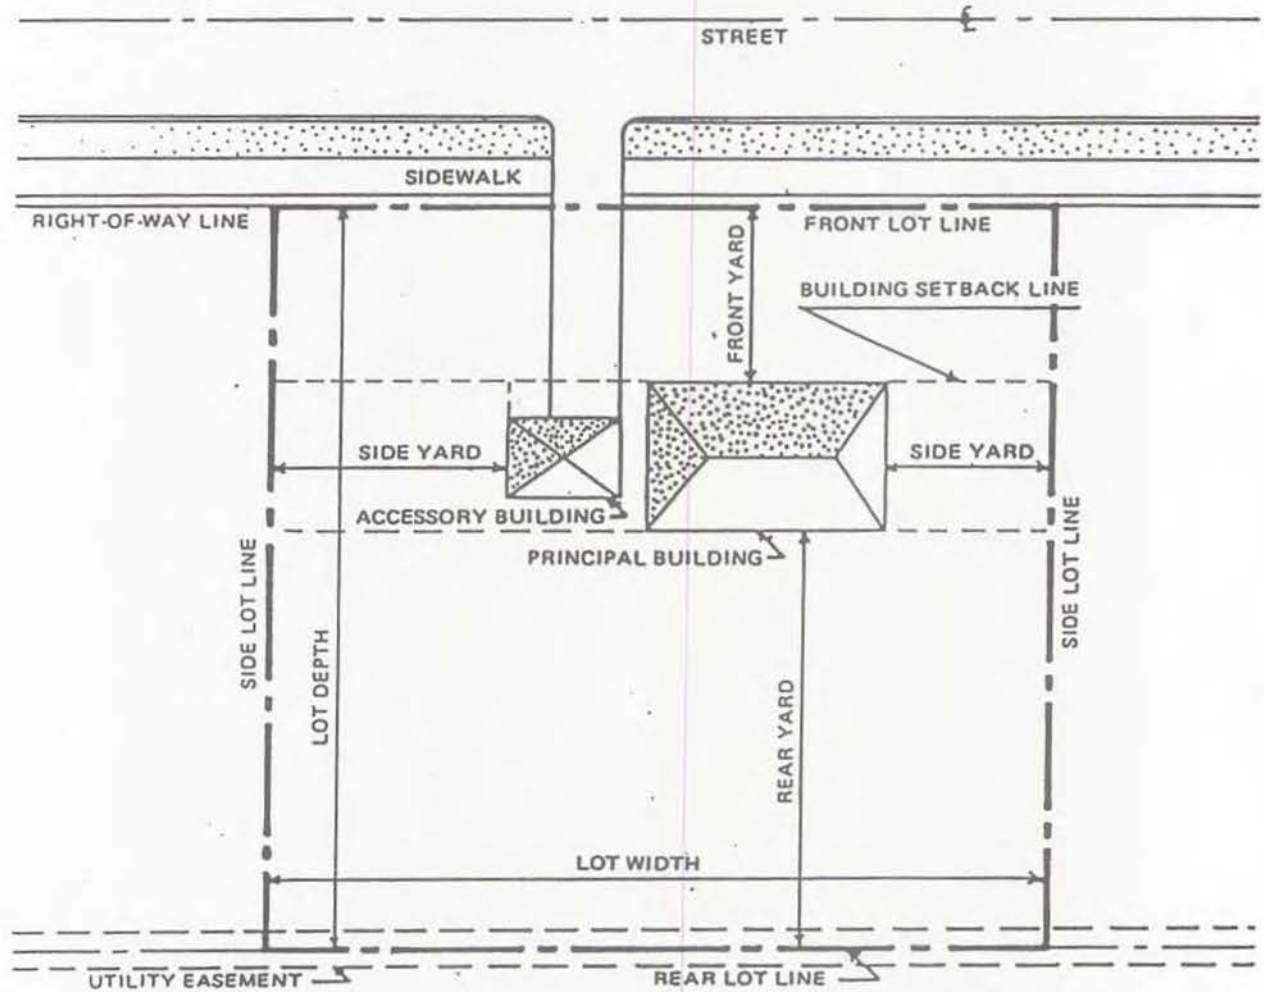 STREET
SIDEWALK
RIGHT-OF-WAY LINE
FRONT LOT LINE
FRONT YARD
BUILDING SETBACK LINE
SIDE YARD
SIDE YARD
ACCESSORY BUILDING
PRINCIPAL BUILDING
SIDE LOT LINE
LOT DEPTH
REAR YARD
SIDE LOT LINE
LOT WIDTH
UTILITY EASEMENT
REAR LOT LINE